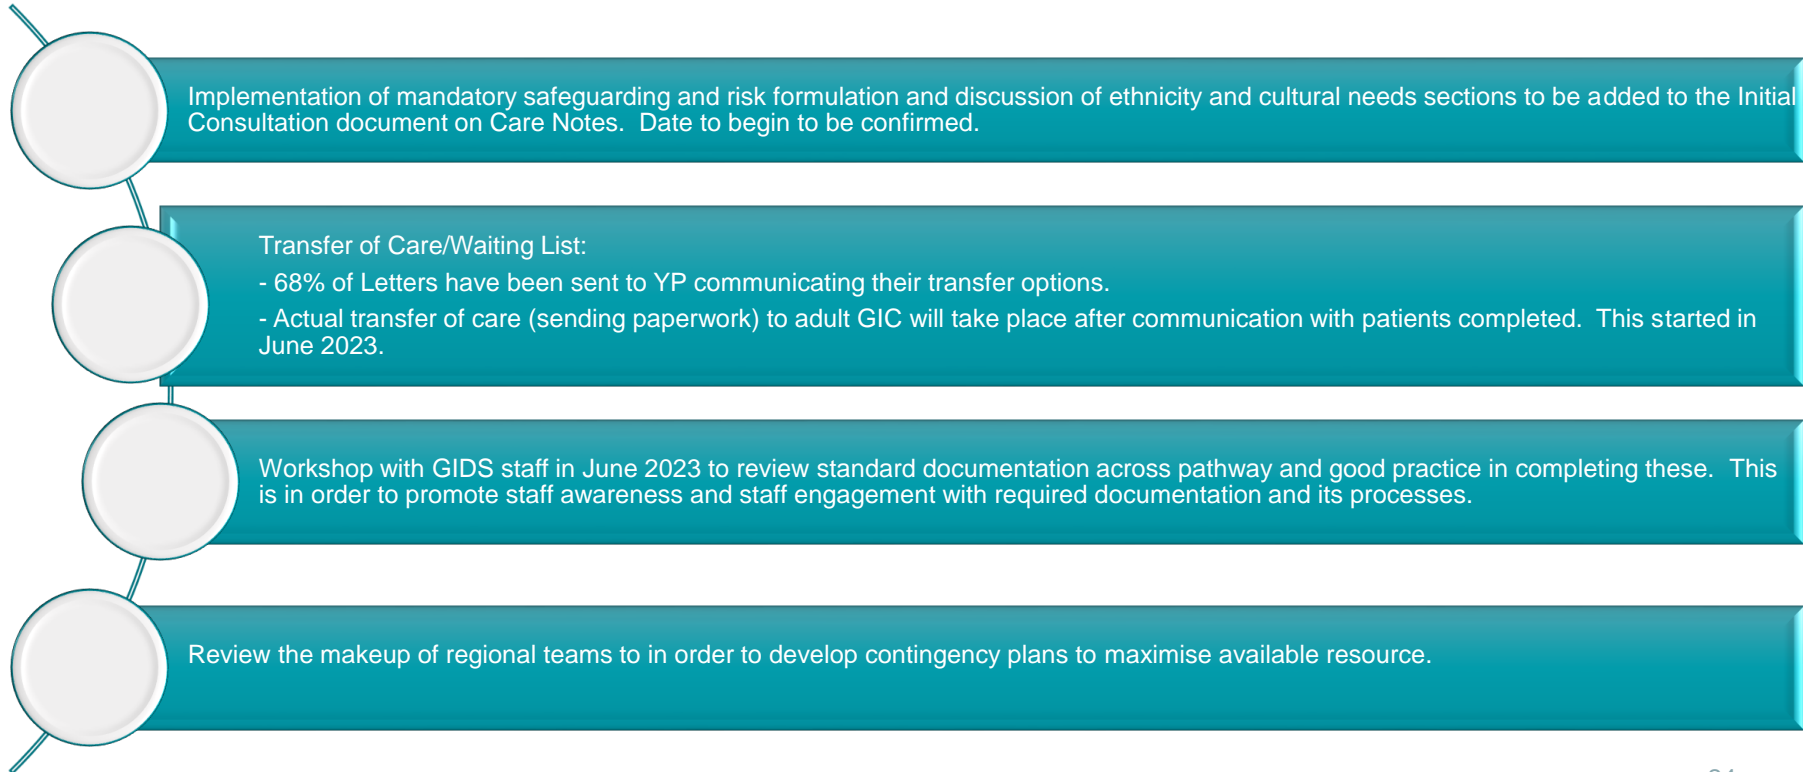 Implementation of mandatory safeguarding and risk formulation and discussion of ethnicity and cultural needs sections to be added to the Initial
Consultation document on Care Notes.  Date to begin to be confirmed.
Transfer of Care/Waiting List:
- 68% of Letters have been sent to YP communicating their transfer options.
- Actual transfer of care (sending paperwork) to adult GIC will take place after communication with patients completed.  This started in
June 2023.
Workshop with GIDS staff in June 2023 to review standard documentation across pathway and good practice in completing these.  This
is in order to promote staff awareness and staff engagement with required documentation and its processes.
Review the makeup of regional teams to in order to develop contingency plans to maximise available resource.